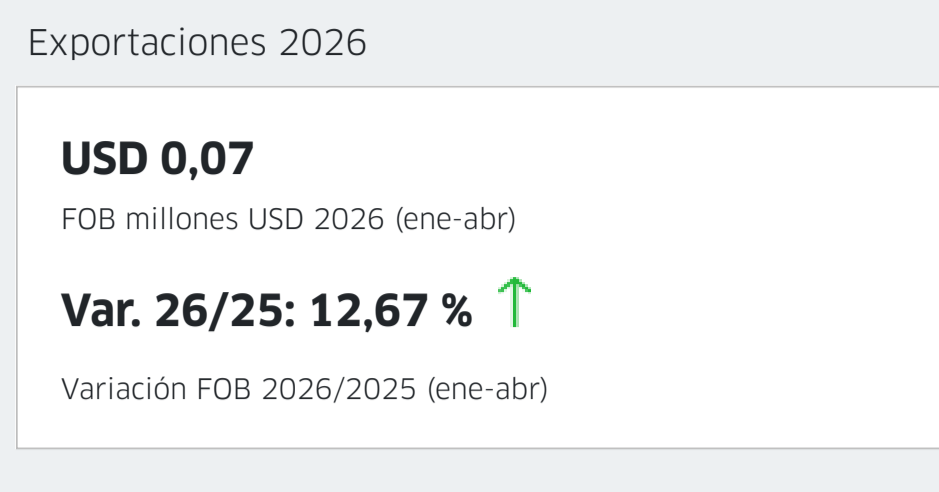 Exportaciones 2026
USD 0,07
FOB millones USD 2026 (ene-abr)
Var. 26/25: 12,67 %
Variación FOB 2026/2025 (ene-abr)